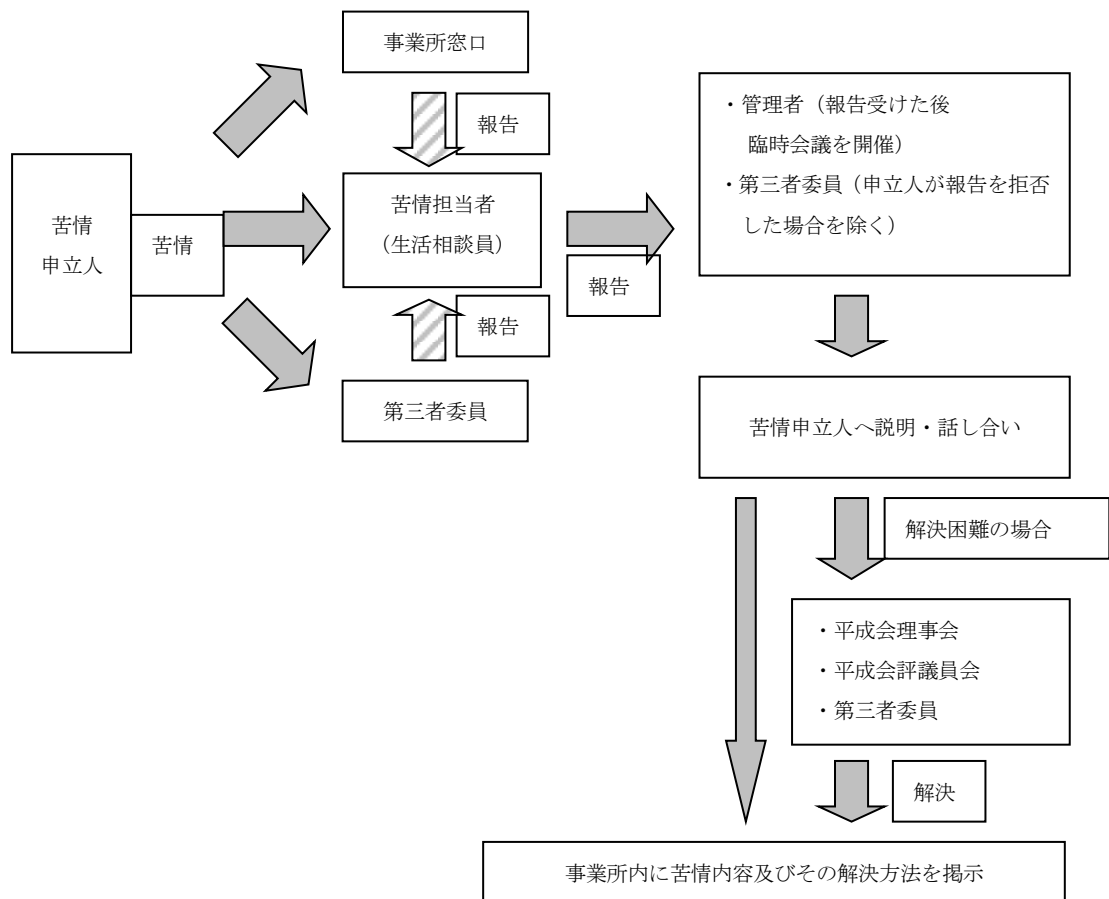 事業所窓口
報告
苦情
申立人
苦情
苦情担当者
（生活相談員）
報告
報告
第三者委員
・管理者（報告受けた後
臨時会議を開催）
・第三者委員（申立人が報告を拒否
した場合を除く）
苦情申立人へ説明・話し合い
解決困難の場合
・平成会理事会
・平成会評議員会
・第三者委員
解決
事業所内に苦情内容及びその解決方法を掲示